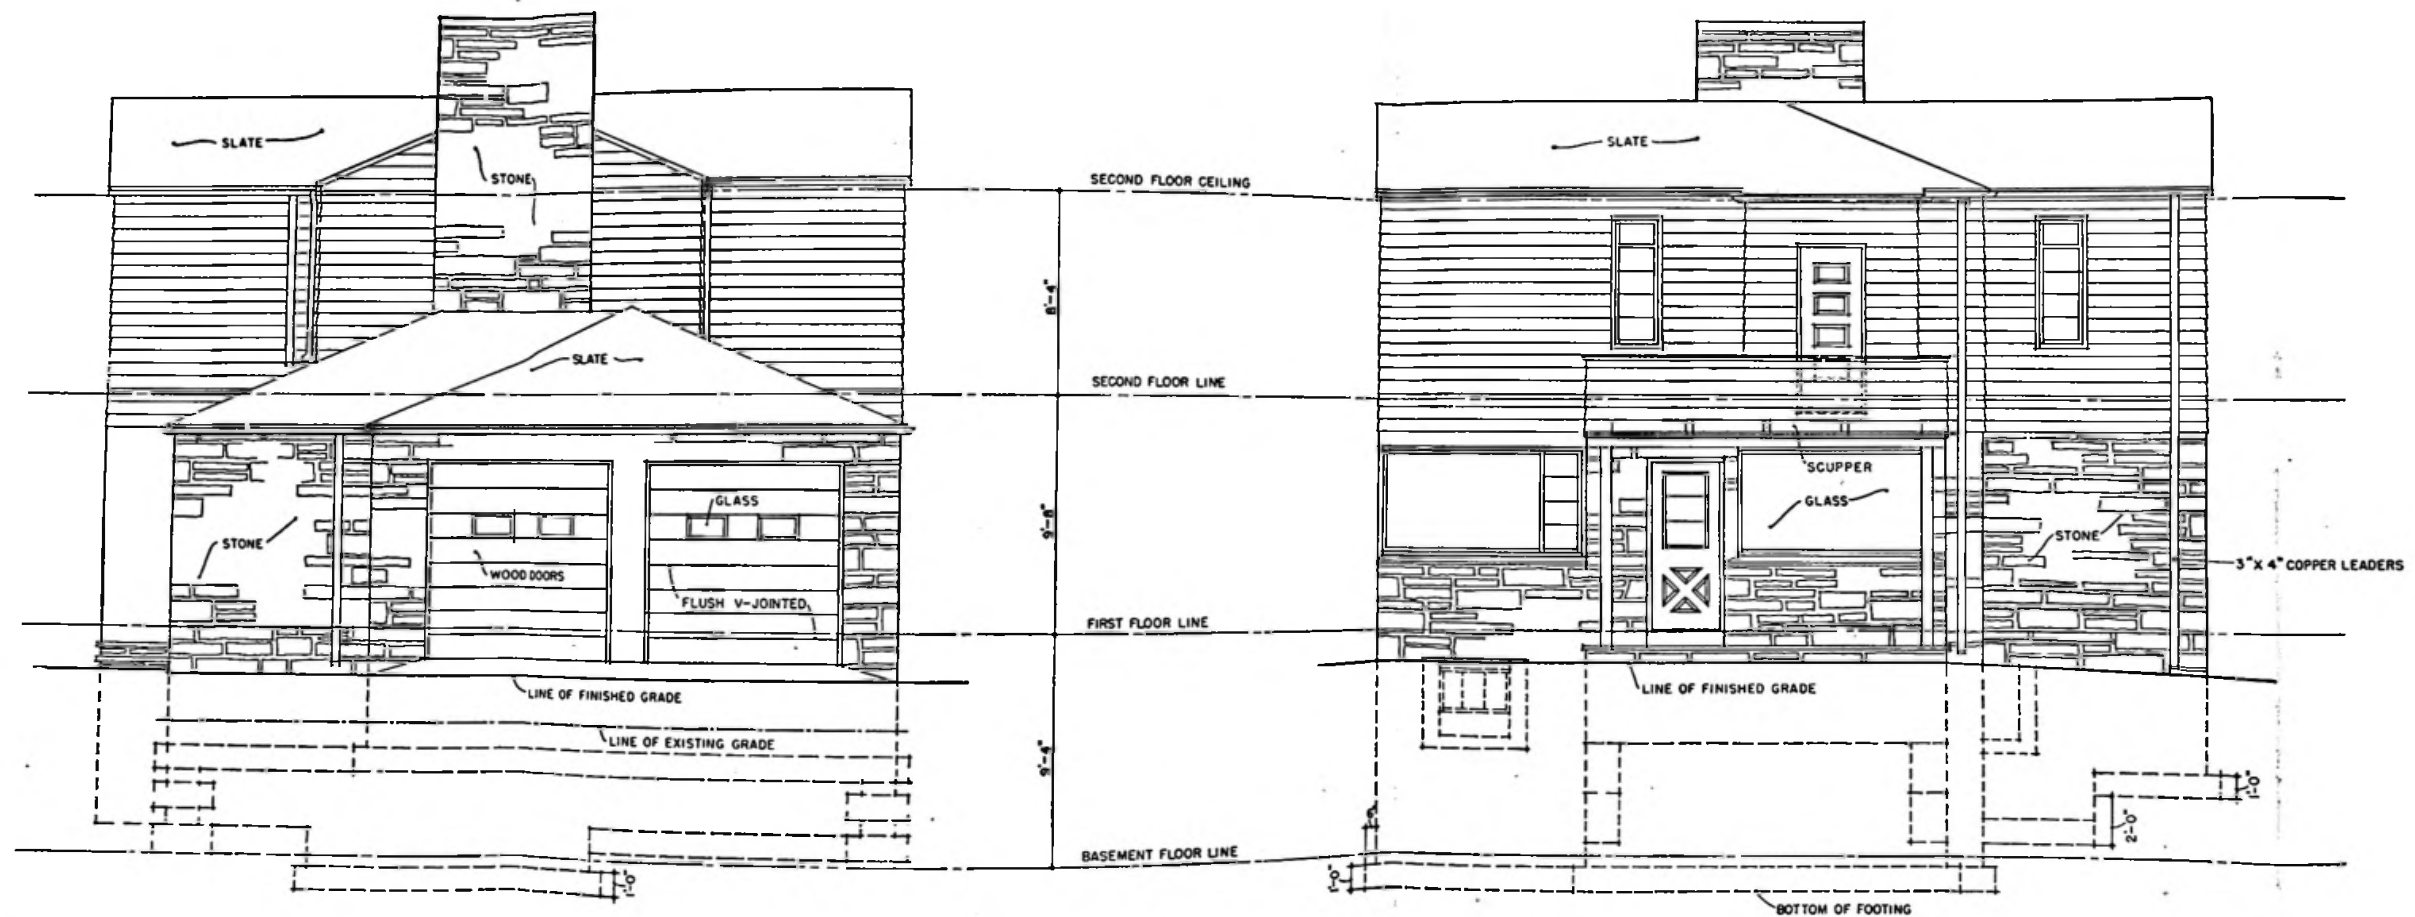 SLATE
STONE
SECOND FLOOR CEILING
8'-4"
SLATE
SECOND FLOOR LINE
GLASS
STONE
WOOD DOORS
FLUSH V-JOINTED
9'-8"
FIRST FLOOR LINE
LINE OF FINISHED GRADE
LINE OF EXISTING GRADE
9'-4"
BASEMENT FLOOR LINE
1'-0"
SLATE
SCUPPER
GLASS
STONE
3" X 4" COPPER LEADERS
LINE OF FINISHED GRADE
1'-0"
2'-0"
1'-0"
BOTTOM OF FOOTING